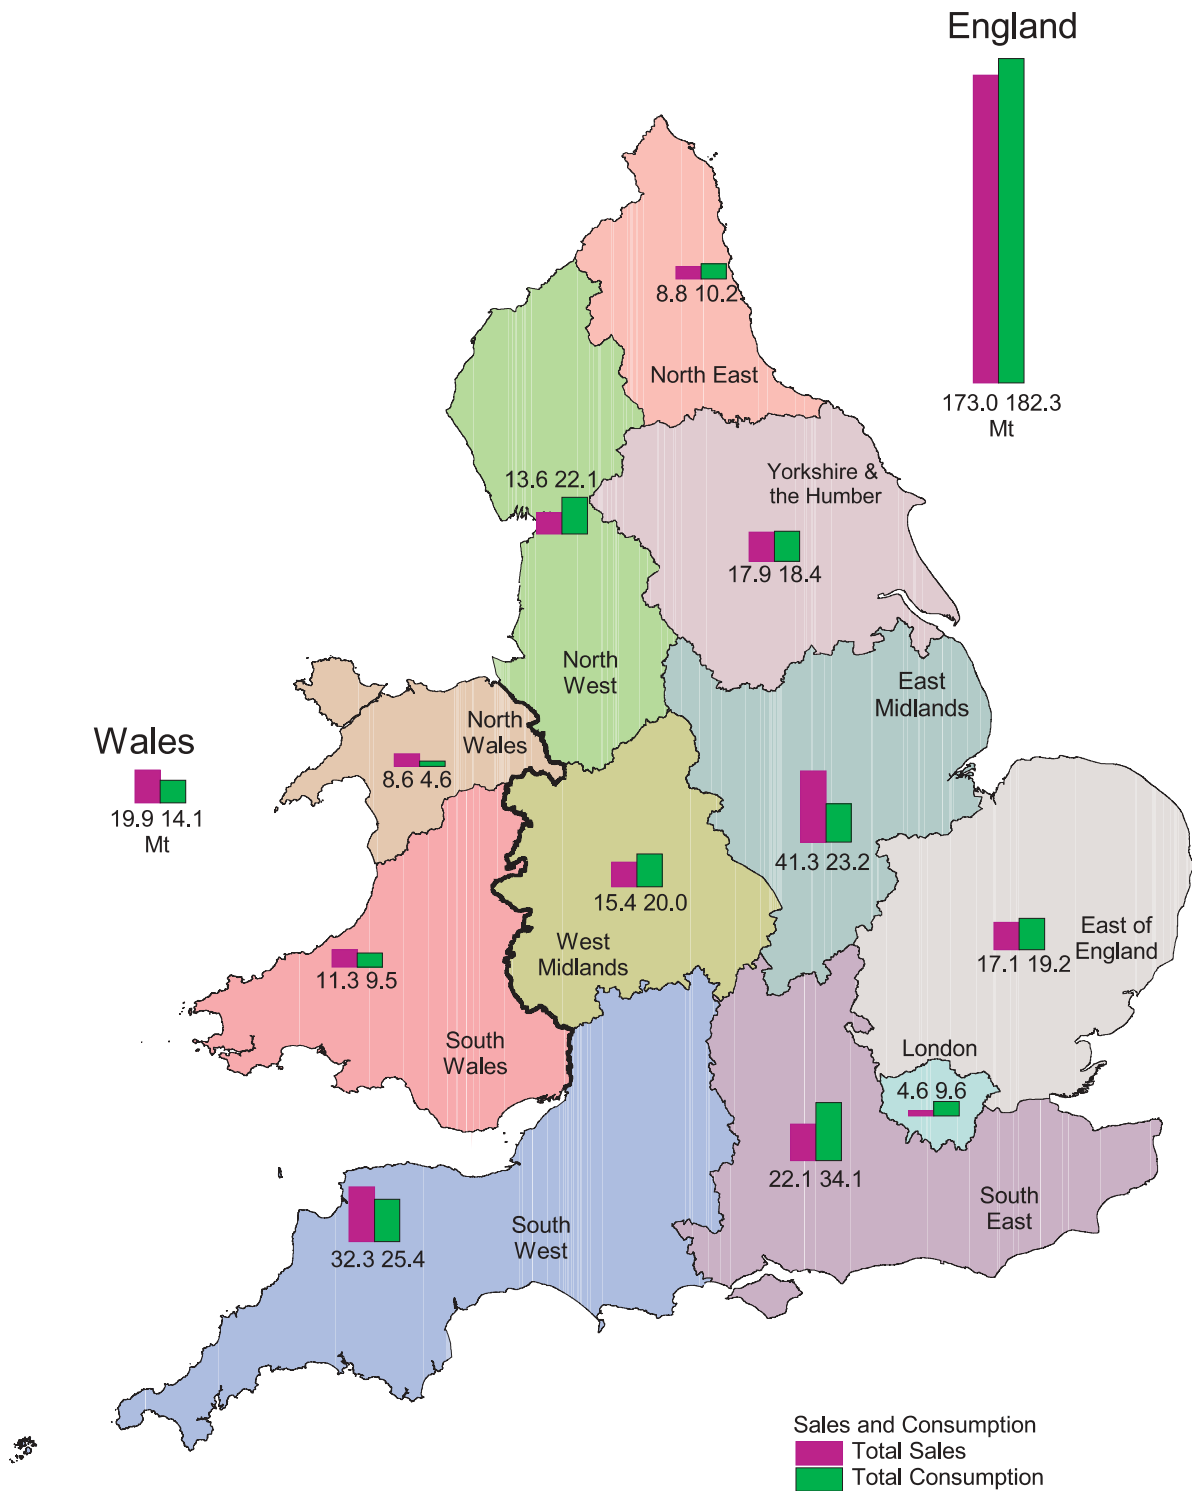 England
173.0 182.3
Mt
8.8 10.2
North East
13.6 22.1
Yorkshire &
the Humber
17.9 18.4
North
West
East
Midlands
North
Wales
8.6 4.6
Wales
19.9 14.1
Mt
41.3 23.2
15.4 20.0
West
Midlands
East of
England
17.1 19.2
11.3 9.5
South
Wales
London
4.6 9.6
22.1 34.1
South
East
South
West
32.3 25.4
Sales and Consumption
Total Sales
Total Consumption